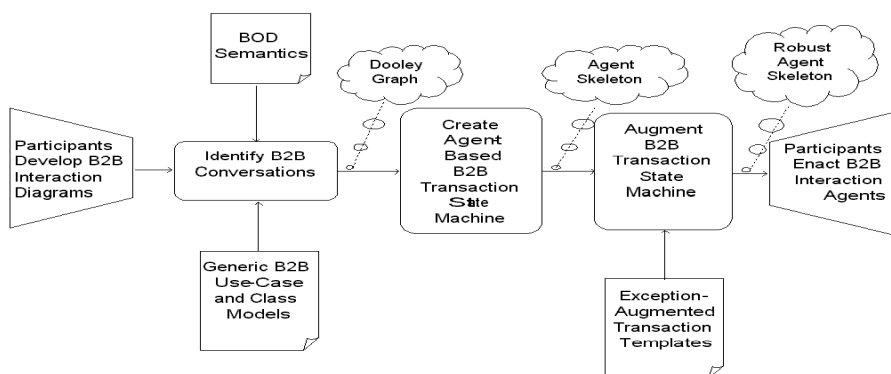 BOD
Semantics
Dooley
Graph
Agent
Skeleton
Robust
Agent
Skeleton
Participants
Develop B2B
Interaction
Diagrams
Identify B2B
Conversations
Create
Agent-
Based
B2B
Transaction
State
Machine
Augment
B2B
Transaction
State
Machine
Participants
Enact B2B
Interaction
Agents
Generic B2B
Use-Case
and Class
Models
Exception-
Augmented
Transaction
Templates